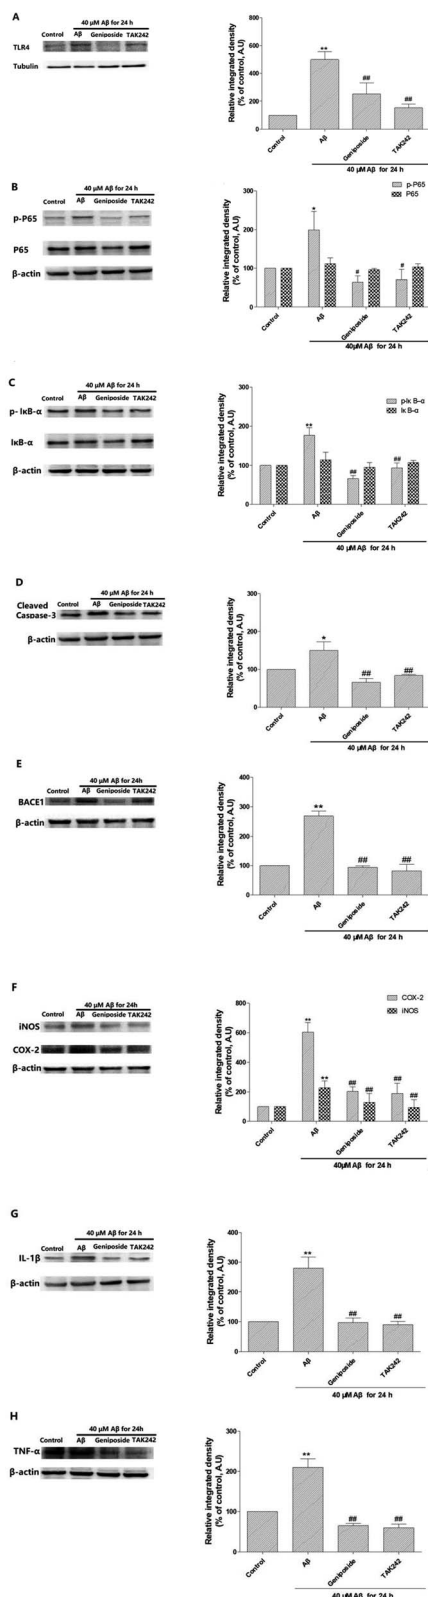 A
40 μM Aβ for 24 h
Control Aβ Geniposide TAK242
TLR4
Tubulin
Relative integrated density
(% of control, A.U)
800
600
400
200
0
**
##
##
Control
Aβ
Geniposide
TAK242
40 μM Aβ for 24 h
B
40 μM Aβ for 24 h
Control Aβ Geniposide TAK242
p-P65
P65
β-actin
Relative integrated density
(% of control, A.U)
p-P65
P65
250
200
150
100
50
0
*
#
#
Control
Aβ
Geniposide
TAK242
40μM Aβ for 24 h
C
40 μM Aβ for 24 h
Control Aβ Geniposide TAK242
p- IκB-α
IκB-α
β-actin
Relative integrated density
(% of control, A.U)
p-Iκ B-α
Iκ B-α
300
200
100
0
**
##
##
Control
Aβ
Geniposide
TAK242
40 μM Aβ for 24 h
D
40 μM Aβ for 24 h
Control Aβ Geniposide TAK242
Cleaved
Caspase-3
β-actin
Relative integrated density
(% of control, A.U)
300
200
150
100
50
0
*
##
##
Control
Aβ
Geniposide
TAK242
40 μM Aβ for 24 h
E
40 μM Aβ for 24h
Control Aβ Geniposide TAK242
BACE1
β-actin
Relative integrated density
(% of control, A.U)
400
300
200
100
0
**
##
##
Control
Aβ
Geniposide
TAK242
40 μM Aβ for 24 h
F
40 μM Aβ for 24h
Control Aβ Geniposide TAK242
iNOS
COX-2
β-actin
Relative integrated density
(% of control, A.U)
COX-2
iNOS
800
600
400
200
0
**
**
##
##
##
##
Control
Aβ
Geniposide
TAK242
40μM Aβ for 24 h
G
40 μM Aβ for 24 h
Control Aβ Geniposide TAK242
IL-1β
β-actin
Relative integrated density
(% of control, A.U)
400
300
200
100
0
**
##
##
Control
Aβ
Geniposide
TAK242
40 μM Aβ for 24 h
H
40 μM Aβ for 24h
Control Aβ Geniposide TAK242
TNF-α
β-actin
Relative integrated density
(% of control, A.U)
400
300
200
100
0
**
##
##
Control
Aβ
Geniposide
TAK242
40 μM Aβ for 24 h